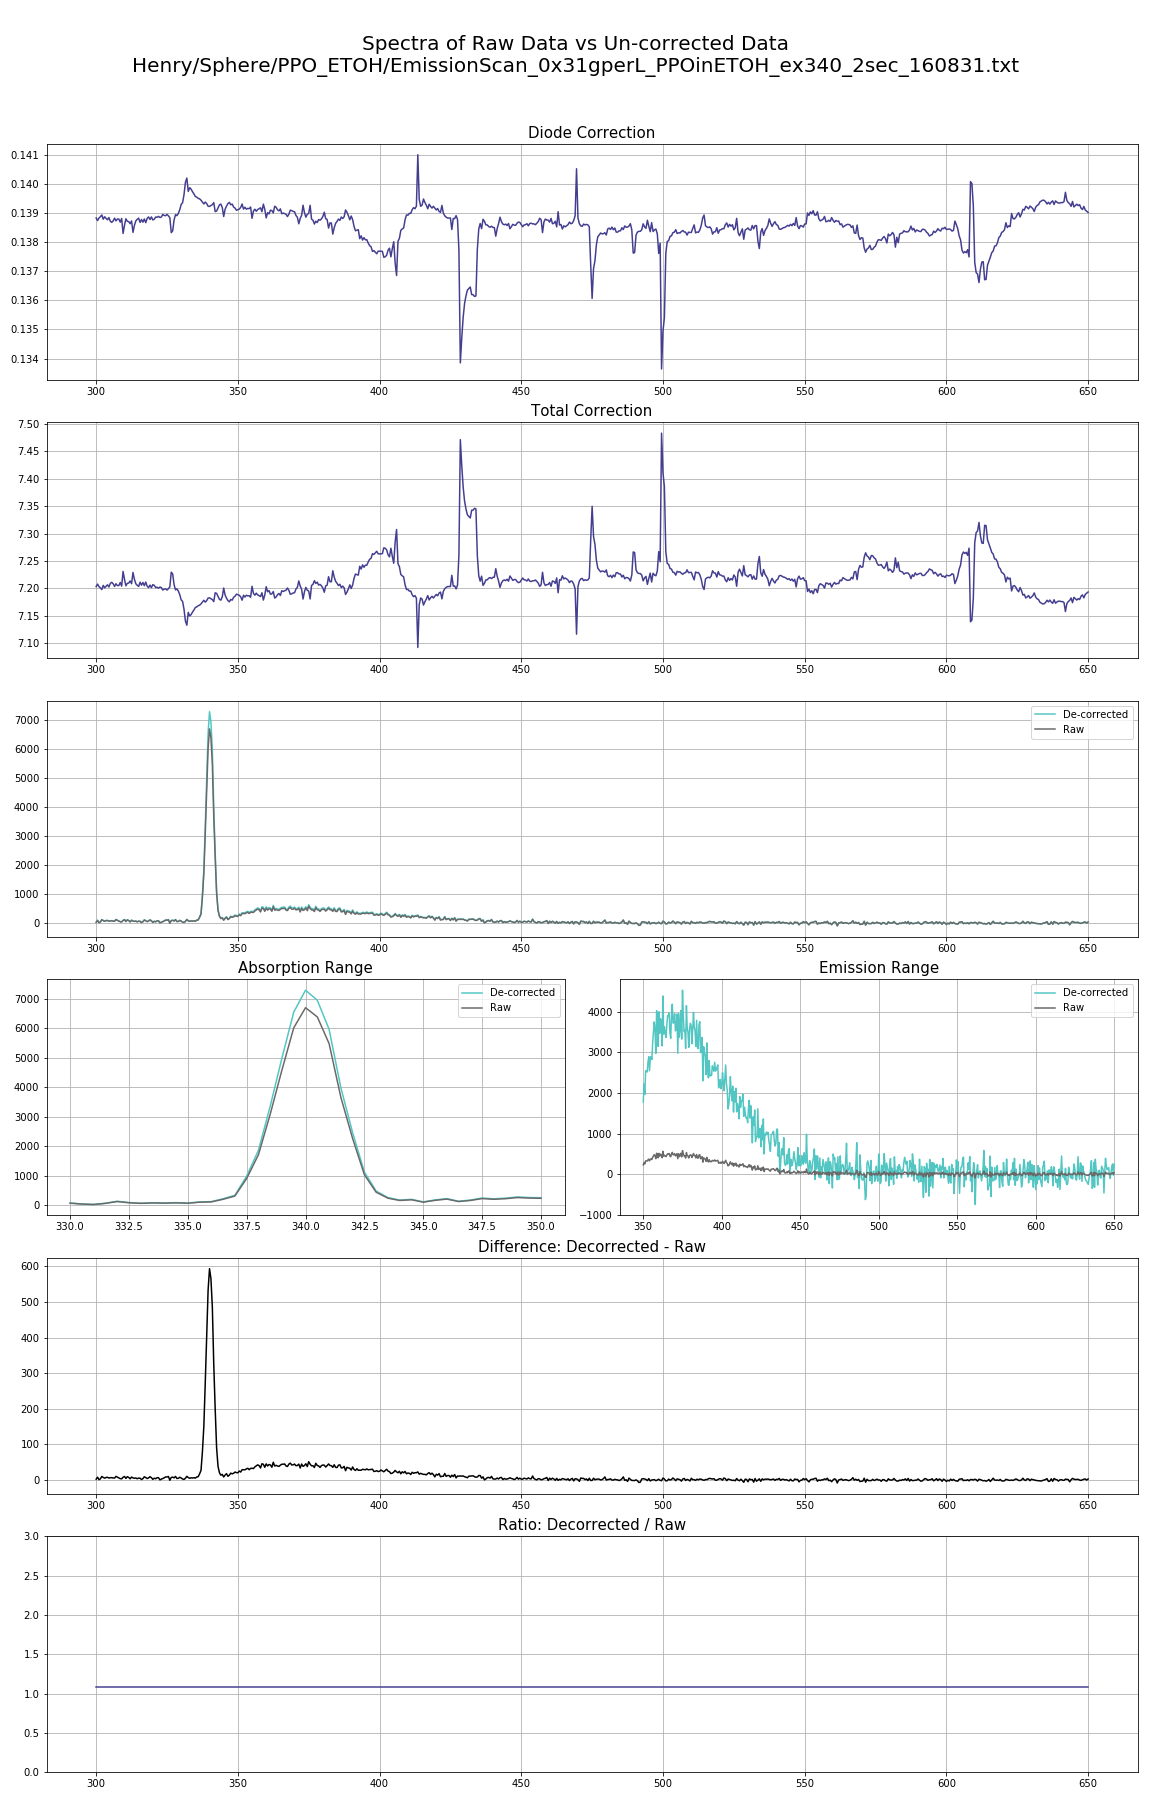 Spectra of Raw Data vs Un-corrected Data
Henry/Sphere/PPO_ETOH/EmissionScan_0x31gperL_PPOinETOH_ex340_2sec_160831.txt
Diode Correction
0.141
0.140
0.139
0.138
0.137
0.136
0.135
0.134
300 350 400 450 500 550 600 650
Total Correction
7.50
7.45
7.40
7.35
7.30
7.25
7.20
7.15
7.10
300 350 400 450 500 550 600 650
De-corrected
Raw
7000
6000
5000
4000
3000
2000
1000
0
300 350 400 450 500 550 600 650
Absorption Range
De-corrected
Raw
7000
6000
5000
4000
3000
2000
1000
0
330.0 332.5 335.0 337.5 340.0 342.5 345.0 347.5 350.0
Emission Range
De-corrected
Raw
4000
3000
2000
1000
0
−1000
350 400 450 500 550 600 650
Difference: Decorrected - Raw
600
500
400
300
200
100
0
300 350 400 450 500 550 600 650
Ratio: Decorrected / Raw
3.0
2.5
2.0
1.5
1.0
0.5
0.0
300 350 400 450 500 550 600 650